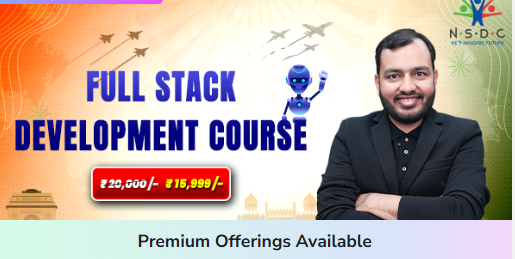 N·S·D·C
RE IMAGINE FUTURE
FULL STACK
DEVELOPMENT COURSE
₹20,000/- ₹15,999/-
Premium Offerings Available